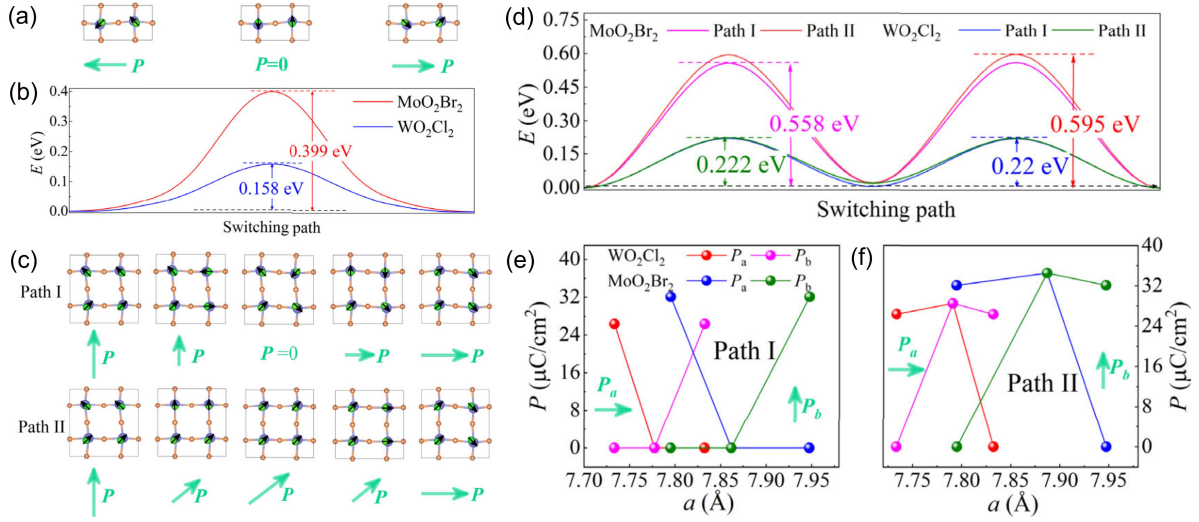 (a)
P
P=0
P
(b)
0.4
0.3
0.2
0.1
0.0
E (eV)
MoO₂Br₂
WO₂Cl₂
0.399 eV
0.158 eV
Switching path
(c)
Path I
P
P
P=0
P
P
Path II
P
P
P
P
P
(d)
0.75
0.60
0.45
0.30
0.15
0.00
E (eV)
MoO₂Br₂ Path I Path II WO₂Cl₂ Path I Path II
0.558 eV
0.595 eV
0.222 eV
0.22 eV
Switching path
(e)
40
32
24
16
8
0
P (μC/cm²)
WO₂Cl₂ Pₐ P_b
MoO₂Br₂ Pₐ P_b
Path I
Pₐ
P_b
7.70 7.75 7.80 7.85 7.90 7.95
a (Å)
(f)
Pₐ
Path II
P_b
40
32
24
16
8
0
P (μC/cm²)
7.75 7.80 7.85 7.90 7.95
a (Å)